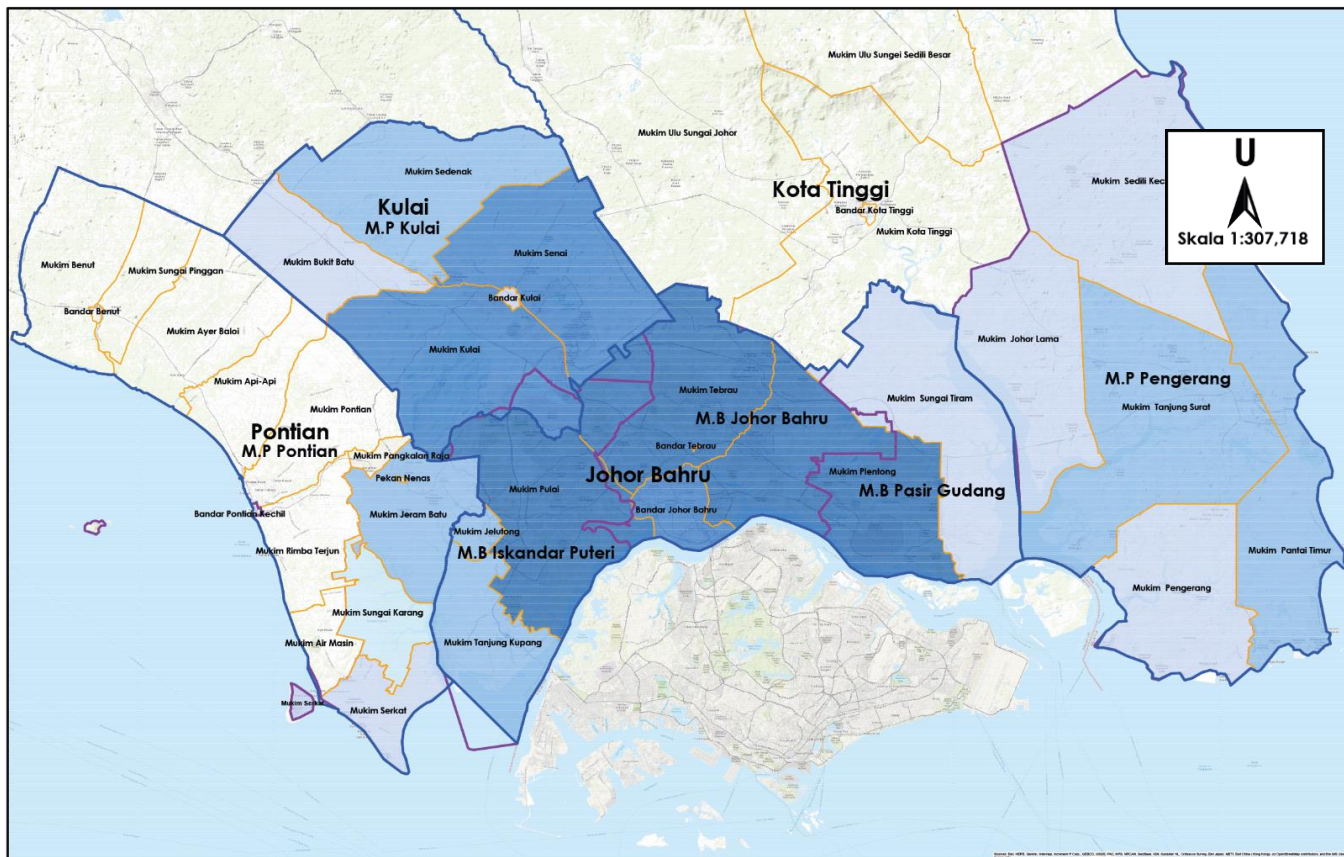 Mukim Ulu Sungei Sedili Besar
U
Skala 1:307,718
Mukim Ulu Sungai Johor
Mukim Sedenak
Kota Tinggi
Bandar Kota Tinggi
Mukim Kota Tinggi
Mukim Sedili Kec
Kulai
M.P Kulai
Mukim Senai
Mukim Bukit Batu
Mukim Benut
Mukim Sungai Pinggan
Bandar Benut
Bandar Kulai
Mukim Ayer Baloi
Mukim Kulai
Mukim Johor Lama
Mukim Api-Api
Mukim Tebrau
M.P Pengerang
Mukim Tanjung Surat
Mukim Sungai Tiram
Mukim Pontian
M.B Johor Bahru
Pontian
M.P Pontian
Bandar Tebrau
Mukim Pangkalan Raja
Pekan Nenas
Johor Bahru
Mukim Plentong
M.B Pasir Gudang
Mukim Pulai
Bandar Johor Bahru
Bandar Pontian Kechil
Mukim Jeram Batu
Mukim Jelutong
M.B Iskandar Puteri
Mukim Rimba Terjun
Mukim Pantai Timur
Mukim Pengerang
Mukim Sungai Karang
Mukim Air Masin
Mukim Tanjung Kupang
Mukim Serkat
Mukim Serkat